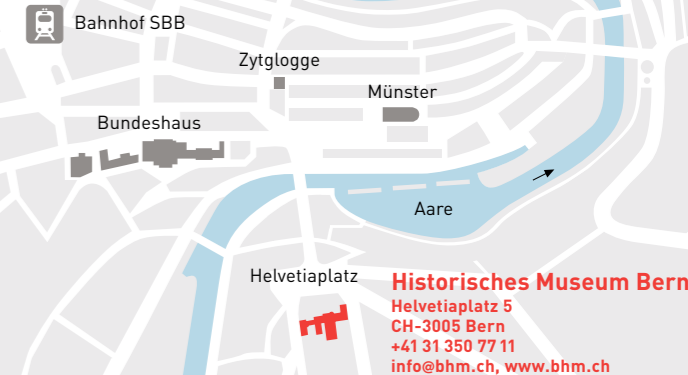 Bahnhof SBB
Zytglogge
Münster
Bundeshaus
Aare
Helvetiaplatz
Historisches Museum Bern
Helvetiaplatz 5
CH-3005 Bern
+41 31 350 77 11
info@bhm.ch, www.bhm.ch